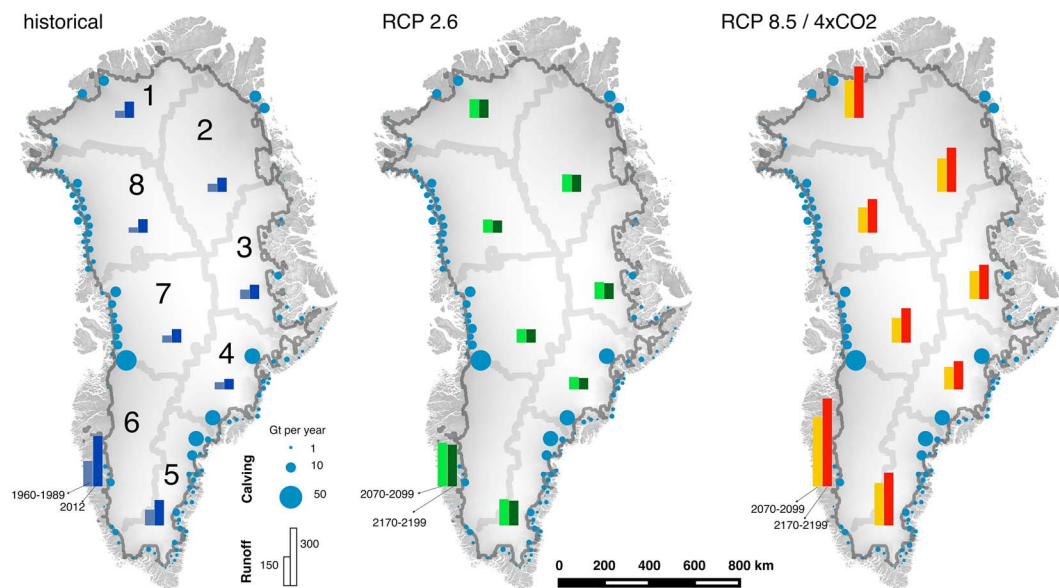 historical
RCP 2.6
RCP 8.5 / 4xCO2
1
2
8
3
7
4
6
5
Gt per year
1
10
50
Calving
1960-1989
2012
Runoff
150
300
2070-2099
2170-2199
2070-2099
2170-2199
0 200 400 600 800 km